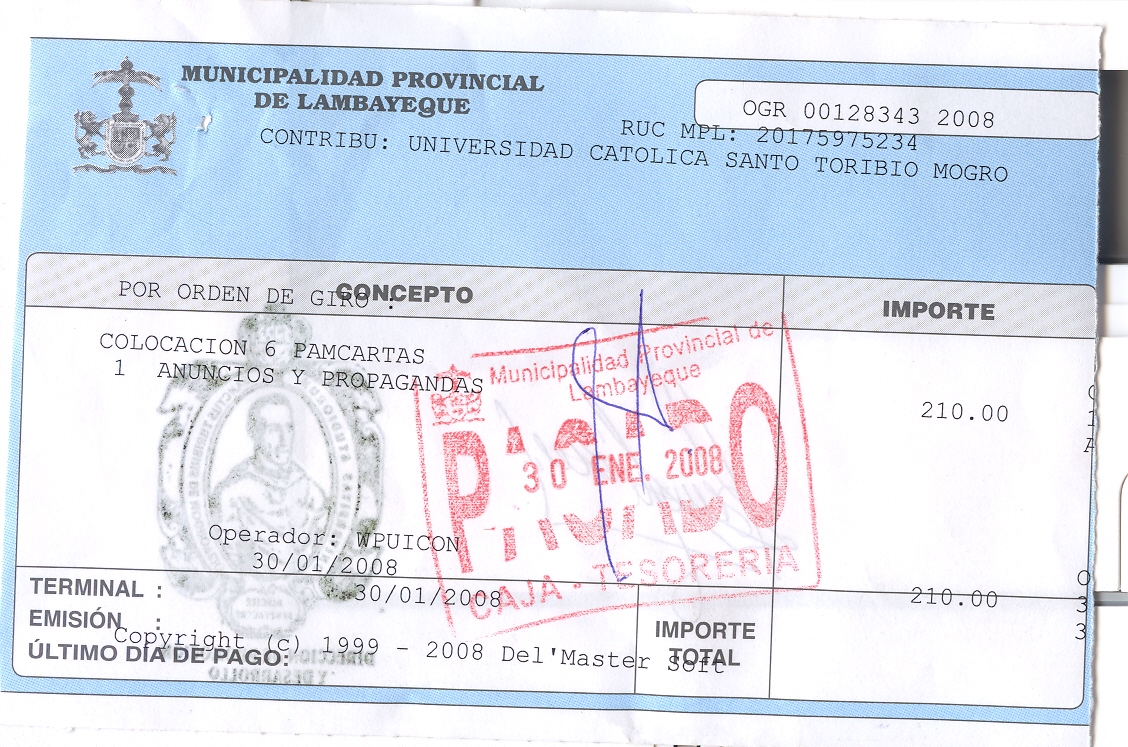 MUNICIPALIDAD PROVINCIAL
DE LAMBAYEQUE
OGR 00128343 2008
RUC MPL: 20175975234
CONTRIBU: UNIVERSIDAD CATOLICA SANTO TORIBIO MOGRO
POR ORDEN DE GIRO :
CONCEPTO
IMPORTE
COLOCACION 6 PAMCARTAS
1 ANUNCIOS Y PROPAGANDAS
210.00
Municipalidad Provincial de
Lambayeque
PAGADO
30 ENE. 2008
CAJA - TESORERIA
Operador: WPUICON
30/01/2008
TERMINAL :
30/01/2008
210.00
EMISIÓN :
Copyright (c) 1999 - 2008 Del'Master Soft
ÚLTIMO DÍA DE PAGO:
IMPORTE
TOTAL